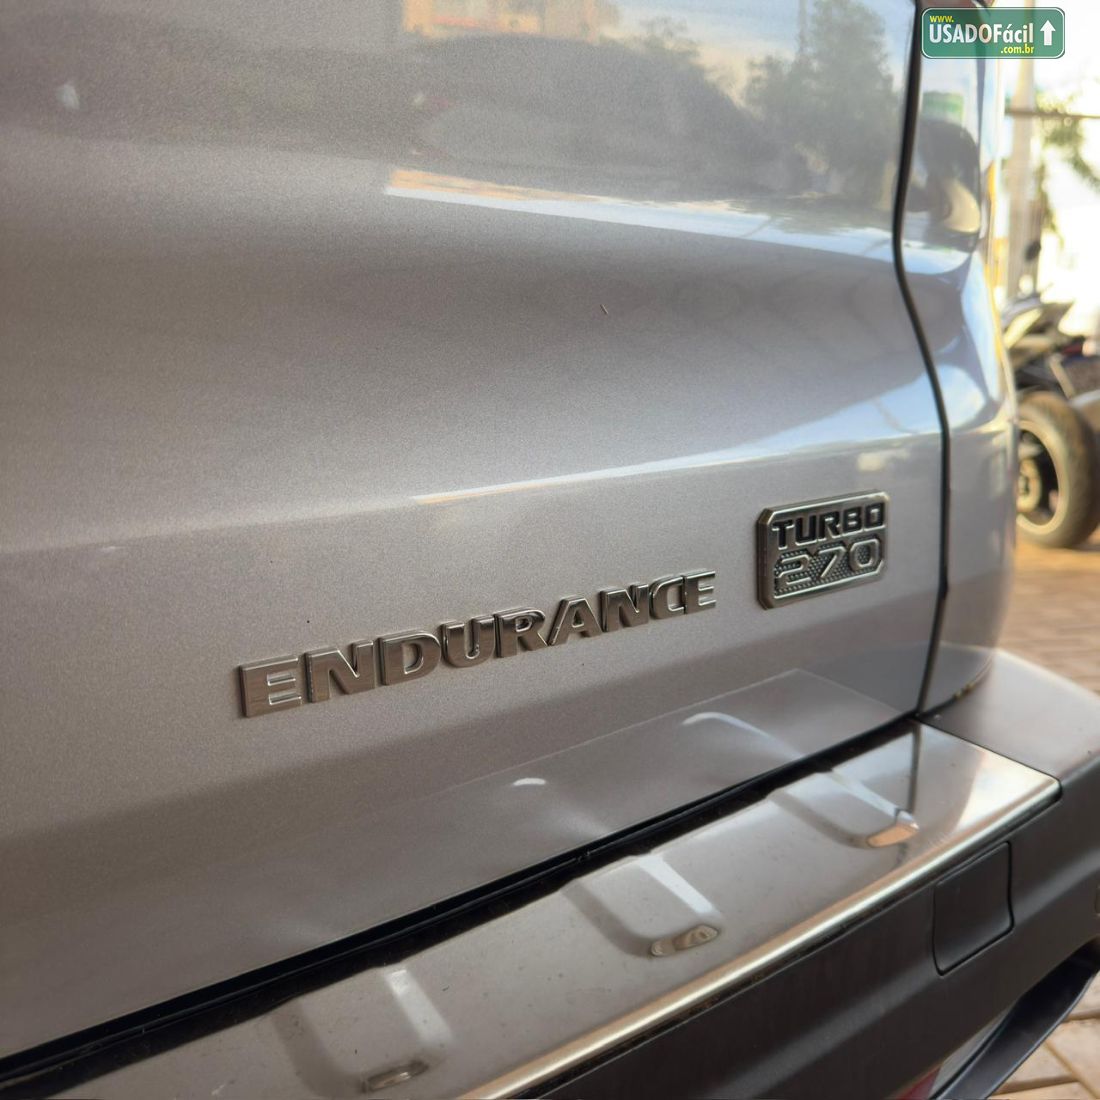 www.
USADOFácil
.com.br
TURBO
270
ENDURANCE